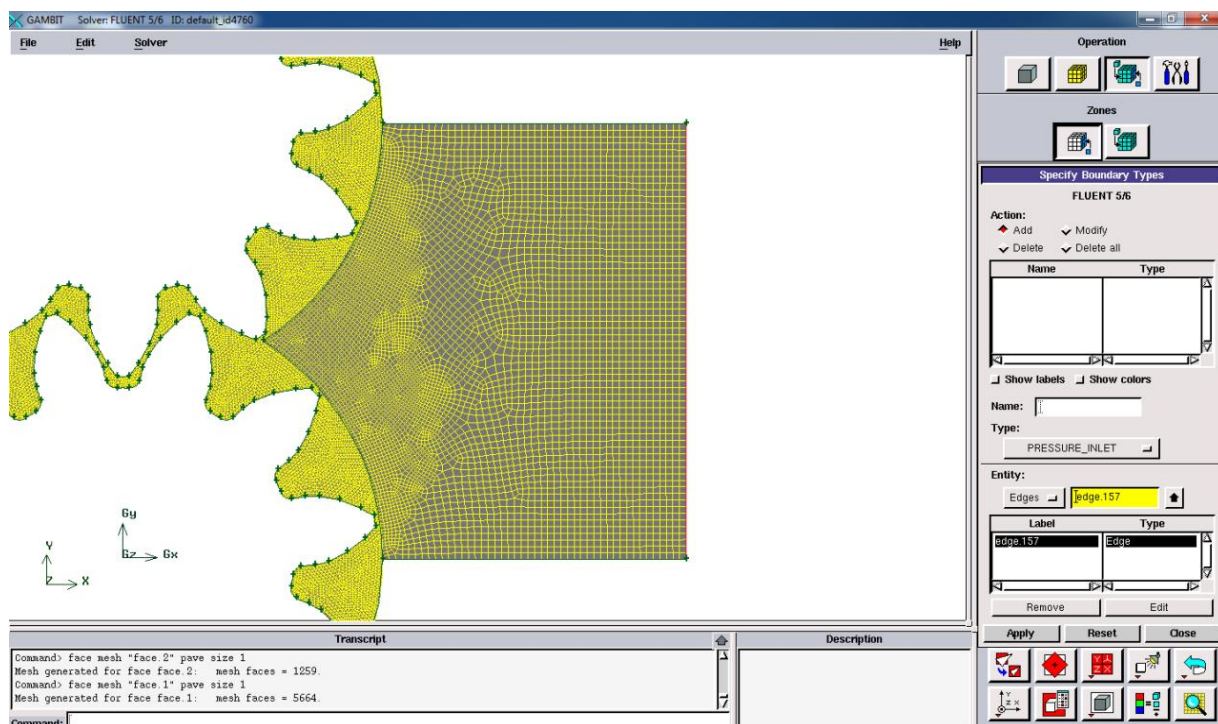 GAMBIT Solver: FLUENT 5/6 ID: default_id4760
File Edit Solver Help
Gy
Gz Gx
Y
Z X
Transcript
Command> face mesh "face.2" pave size 1
Mesh generated for face face.2: mesh faces = 1259.
Command> face mesh "face.1" pave size 1
Mesh generated for face face.1: mesh faces = 5664.
Command:
Description
Operation
Zones
Specify Boundary Types
FLUENT 5/6
Action:
Add Modify
Delete Delete all
Name Type
Show labels Show colors
Name:
Type:
PRESSURE_INLET
Entity:
Edges edge.157
Label Type
edge.157 Edge
Remove Edit
Apply Reset Close